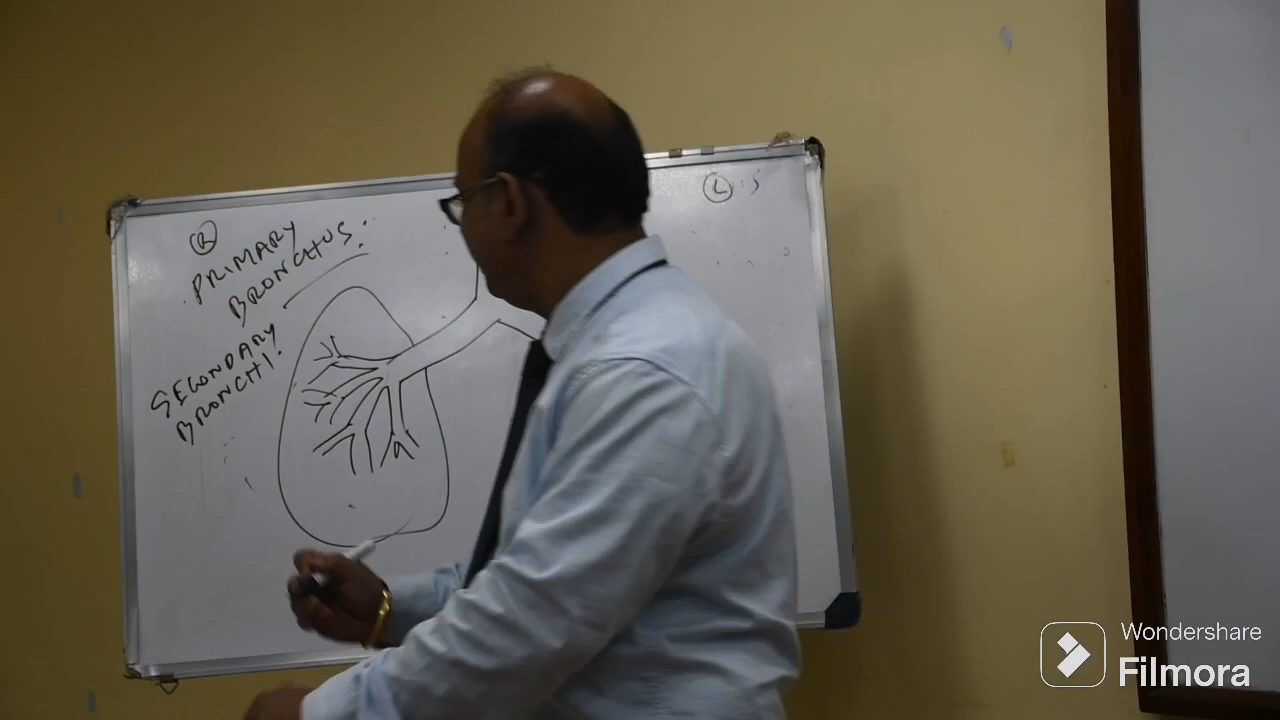 R
L
PRIMARY
BRONCHUS.
SECONDARY
BRONCHI.
Wondershare
Filmora